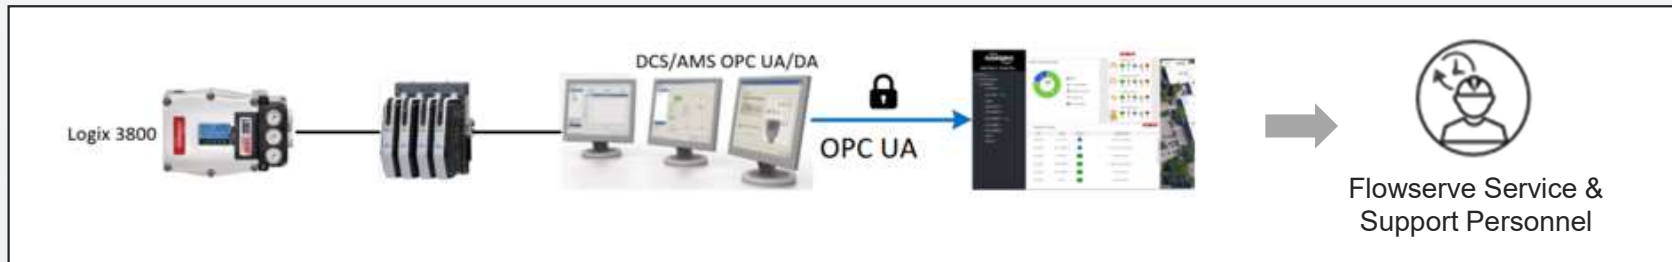 Logix 3800
DCS/AMS OPC UA/DA
OPC UA
Flowserve Service &
Support Personnel